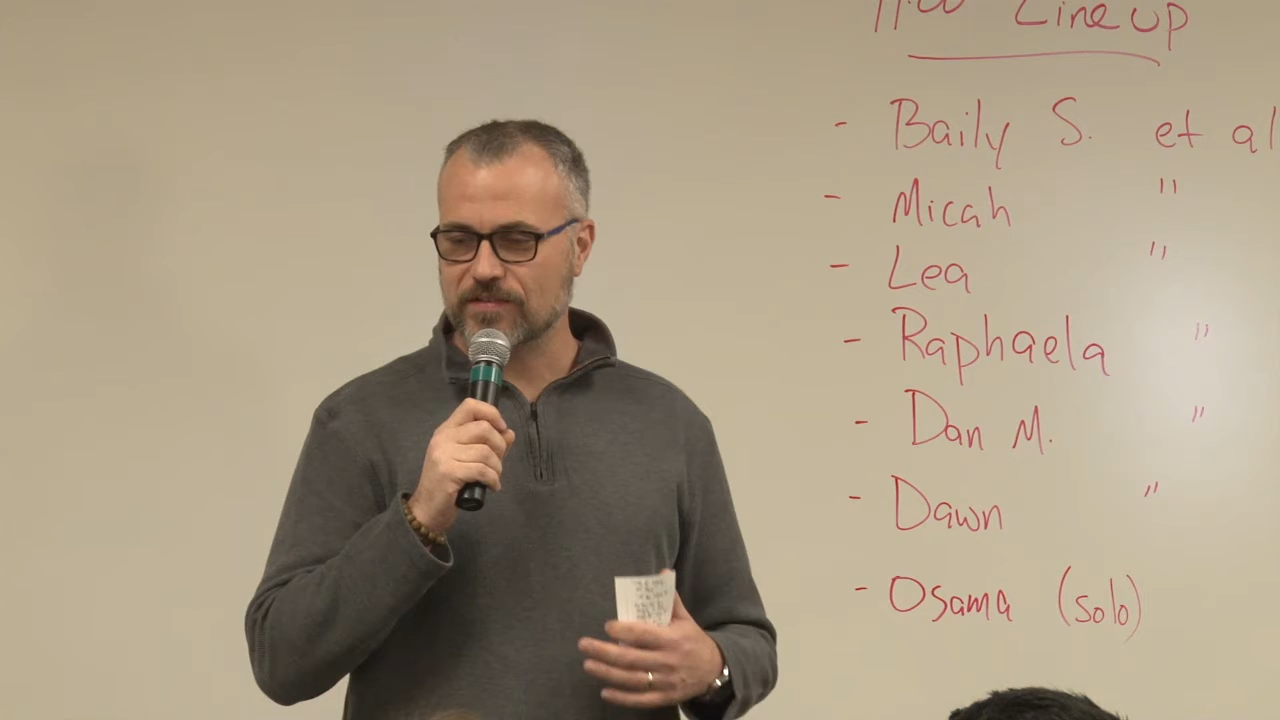 Lineup
- Baily S. et al
- Micah "
- Lea "
- Raphaela "
- Dan M. "
- Dawn "
- Osama (solo)